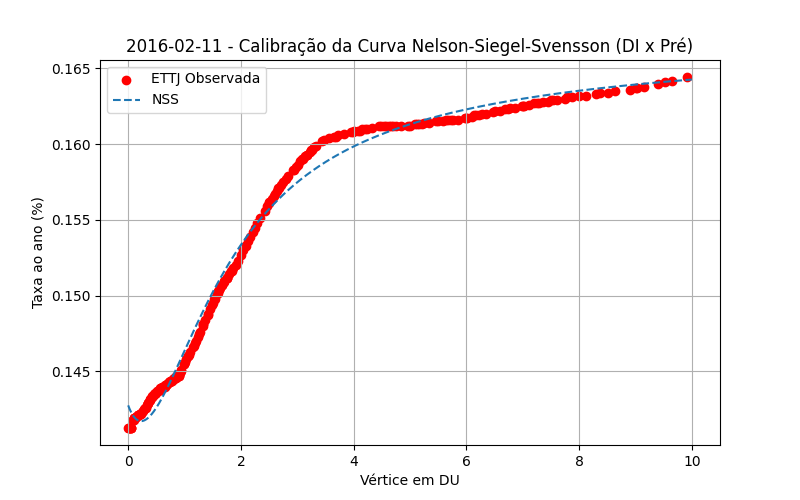 2016-02-11 - Calibração da Curva Nelson-Siegel-Svensson (DI x Pré)
ETTJ Observada
NSS
Taxa ao ano (%)
0.165
0.160
0.155
0.150
0.145
0 2 4 6 8 10
Vértice em DU